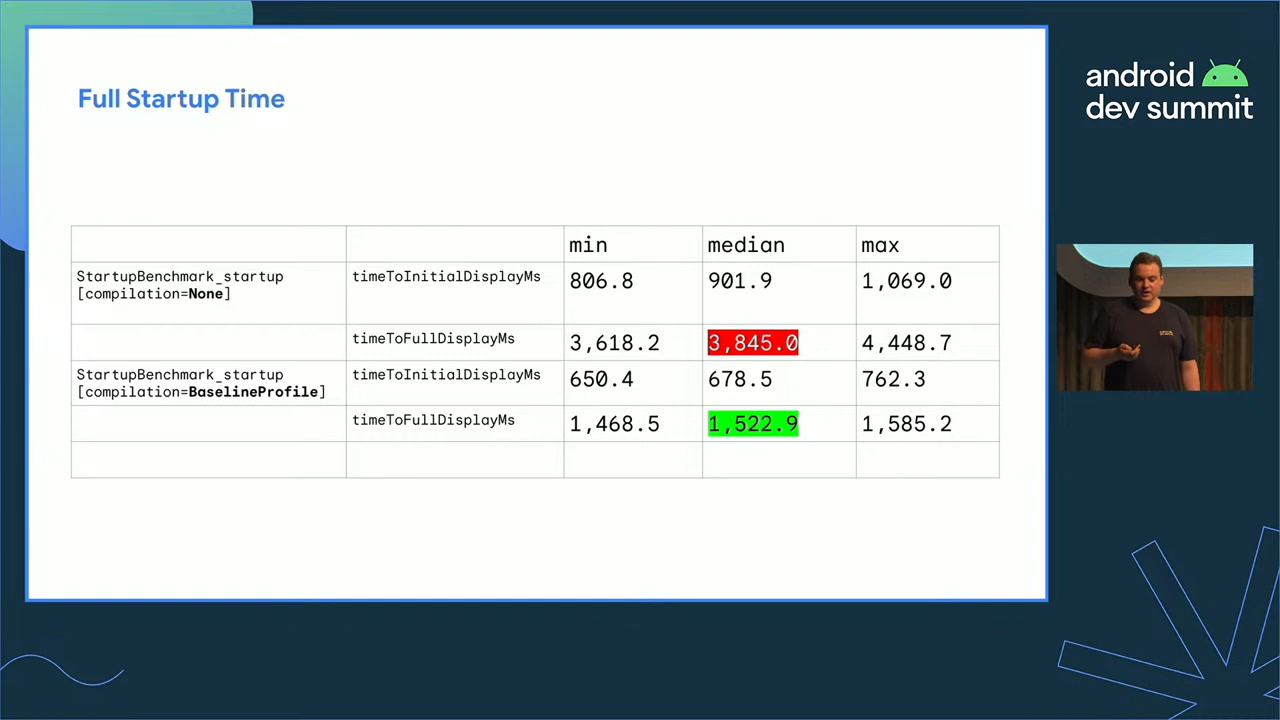 Full Startup Time
android
dev summit
min median max
StartupBenchmark_startup timeToInitialDisplayMs 806.8 901.9 1,069.0
[compilation=None]
timeToFullDisplayMs 3,618.2 3,845.0 4,448.7
StartupBenchmark_startup timeToInitialDisplayMs 650.4 678.5 762.3
[compilation=BaselineProfile]
timeToFullDisplayMs 1,468.5 1,522.9 1,585.2